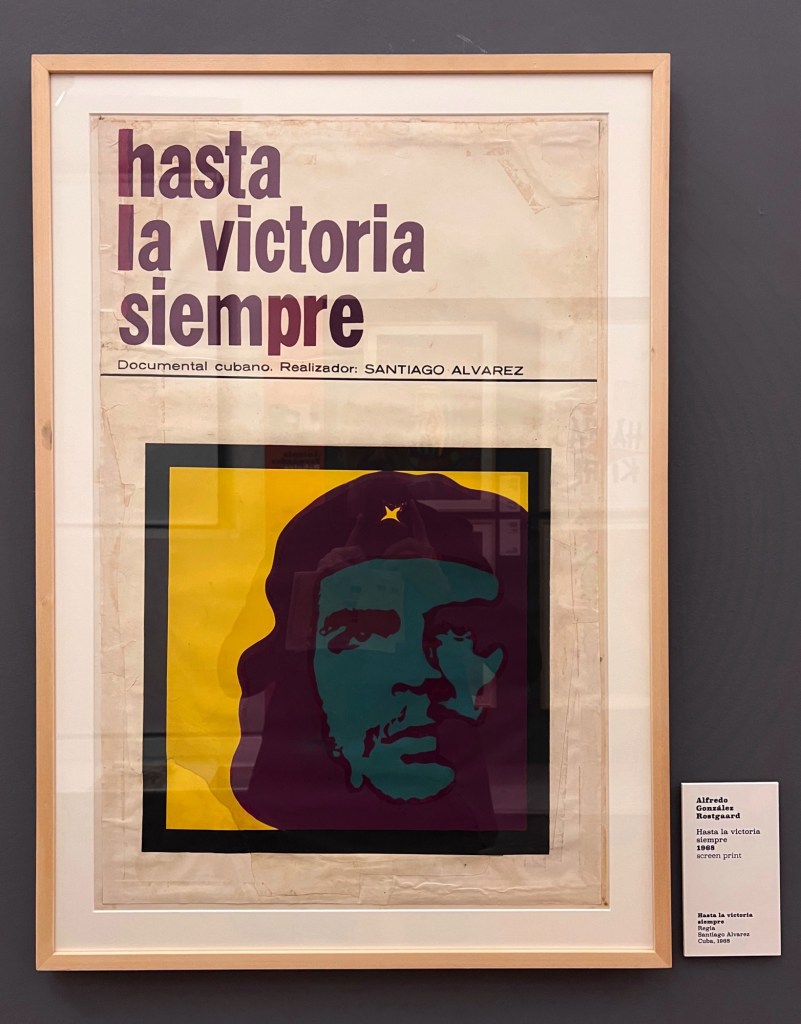 hasta
la victoria
siempre
Documental cubano. Realizador: SANTIAGO ALVAREZ
Alfredo
González
Rostgaard
Hasta la victoria
siempre
1968
screen print
Hasta la victoria
siempre
Regia
Santiago Alvarez
Cuba, 1968